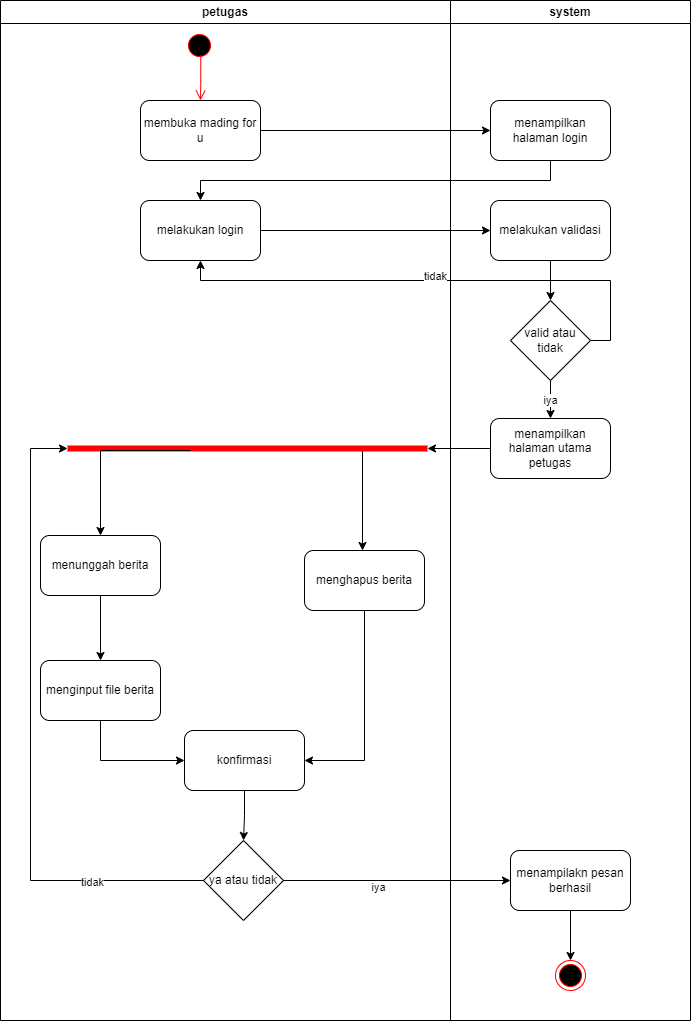 petugas
system
membuka mading for
u
menampilkan
halaman login
melakukan login
melakukan validasi
tidak
valid atau
tidak
iya
menampilkan
halaman utama
petugas
menunggah berita
menghapus berita
menginput file berita
konfirmasi
ya atau tidak
tidak
iya
menampilakn pesan
berhasil